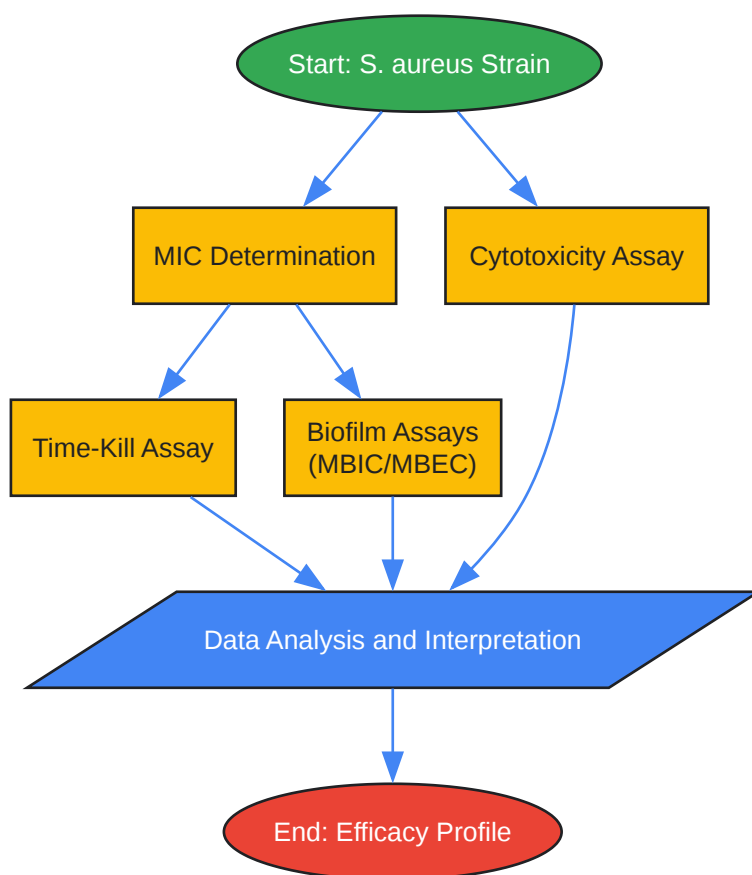 Start: S. aureus Strain
MIC Determination
Cytotoxicity Assay
Time-Kill Assay
Biofilm Assays
(MBIC/MBEC)
Data Analysis and Interpretation
End: Efficacy Profile